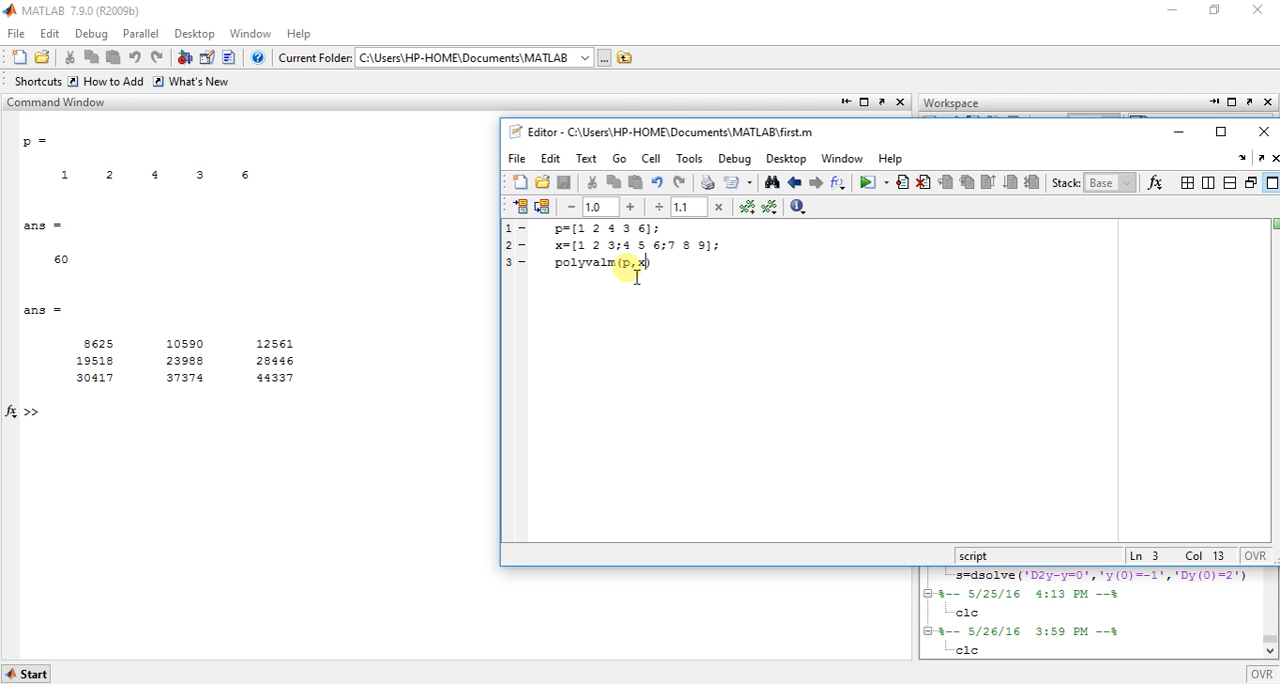 MATLAB 7.9.0 (R2009b)
File Edit Debug Parallel Desktop Window Help
Current Folder: C:\Users\HP-HOME\Documents\MATLAB ...
Shortcuts How to Add What's New
Command Window
Workspace
p =
1 2 4 3 6
ans =
60
ans =
8625 10590 12561
19518 23988 28446
30417 37374 44337
fx >>
Editor - C:\Users\HP-HOME\Documents\MATLAB\first.m
File Edit Text Go Cell Tools Debug Desktop Window Help
Stack: Base fx
− 1.0 + ÷ 1.1 ×
1 – p=[1 2 4 3 6];
2 – x=[1 2 3;4 5 6;7 8 9];
3 – polyvalm(p,x)
script Ln 3 Col 13 OVR
s=dsolve('D2y-y=0','y(0)=-1','Dy(0)=2')
%-- 5/25/16 4:13 PM --%
clc
%-- 5/26/16 3:59 PM --%
clc
Start
OVR